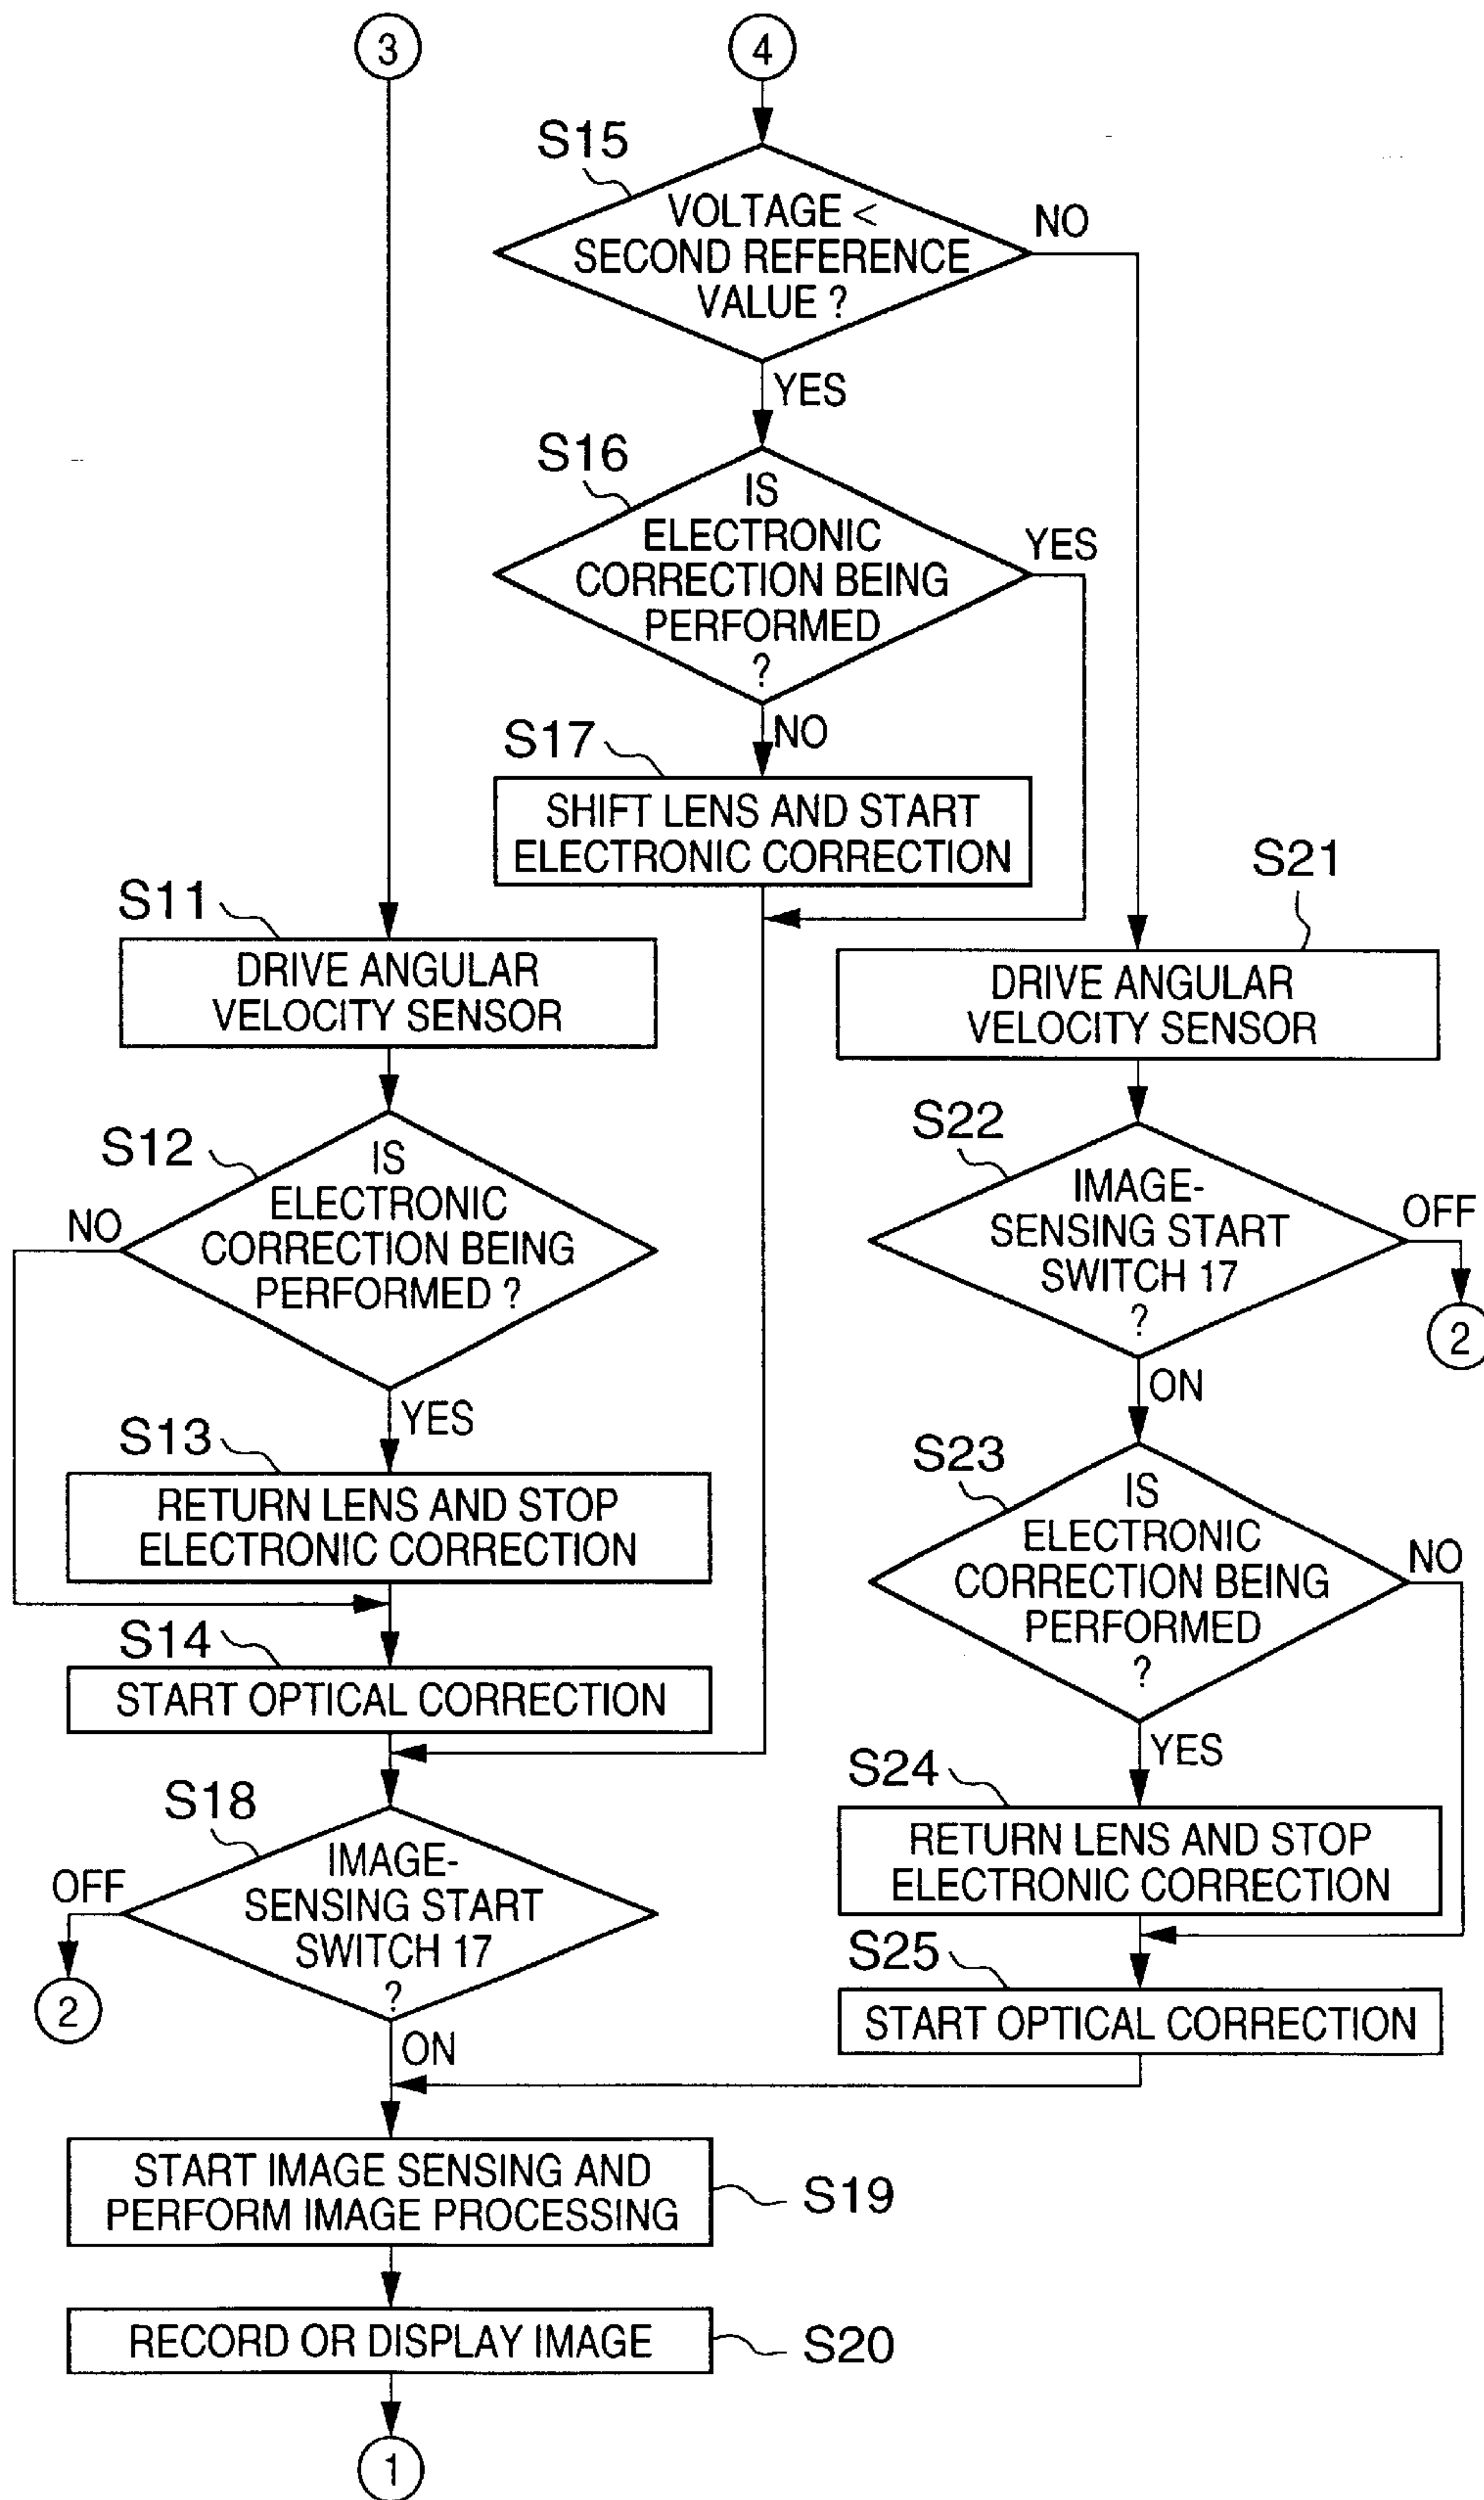 3
4
S15
VOLTAGE <
SECOND REFERENCE
VALUE ?
NO
YES
S16
IS
ELECTRONIC
CORRECTION BEING
PERFORMED
?
YES
NO
S17
SHIFT LENS AND START
ELECTRONIC CORRECTION
S11
DRIVE ANGULAR
VELOCITY SENSOR
S21
DRIVE ANGULAR
VELOCITY SENSOR
S12
IS
ELECTRONIC
CORRECTION BEING
PERFORMED ?
NO
YES
S22
IMAGE-
SENSING START
SWITCH 17
?
OFF
2
ON
S13
RETURN LENS AND STOP
ELECTRONIC CORRECTION
S23
IS
ELECTRONIC
CORRECTION BEING
PERFORMED
?
NO
YES
S14
START OPTICAL CORRECTION
S24
RETURN LENS AND STOP
ELECTRONIC CORRECTION
S18
IMAGE-
SENSING START
SWITCH 17
?
OFF
2
ON
S25
START OPTICAL CORRECTION
START IMAGE SENSING AND
PERFORM IMAGE PROCESSING
S19
RECORD OR DISPLAY IMAGE
S20
1